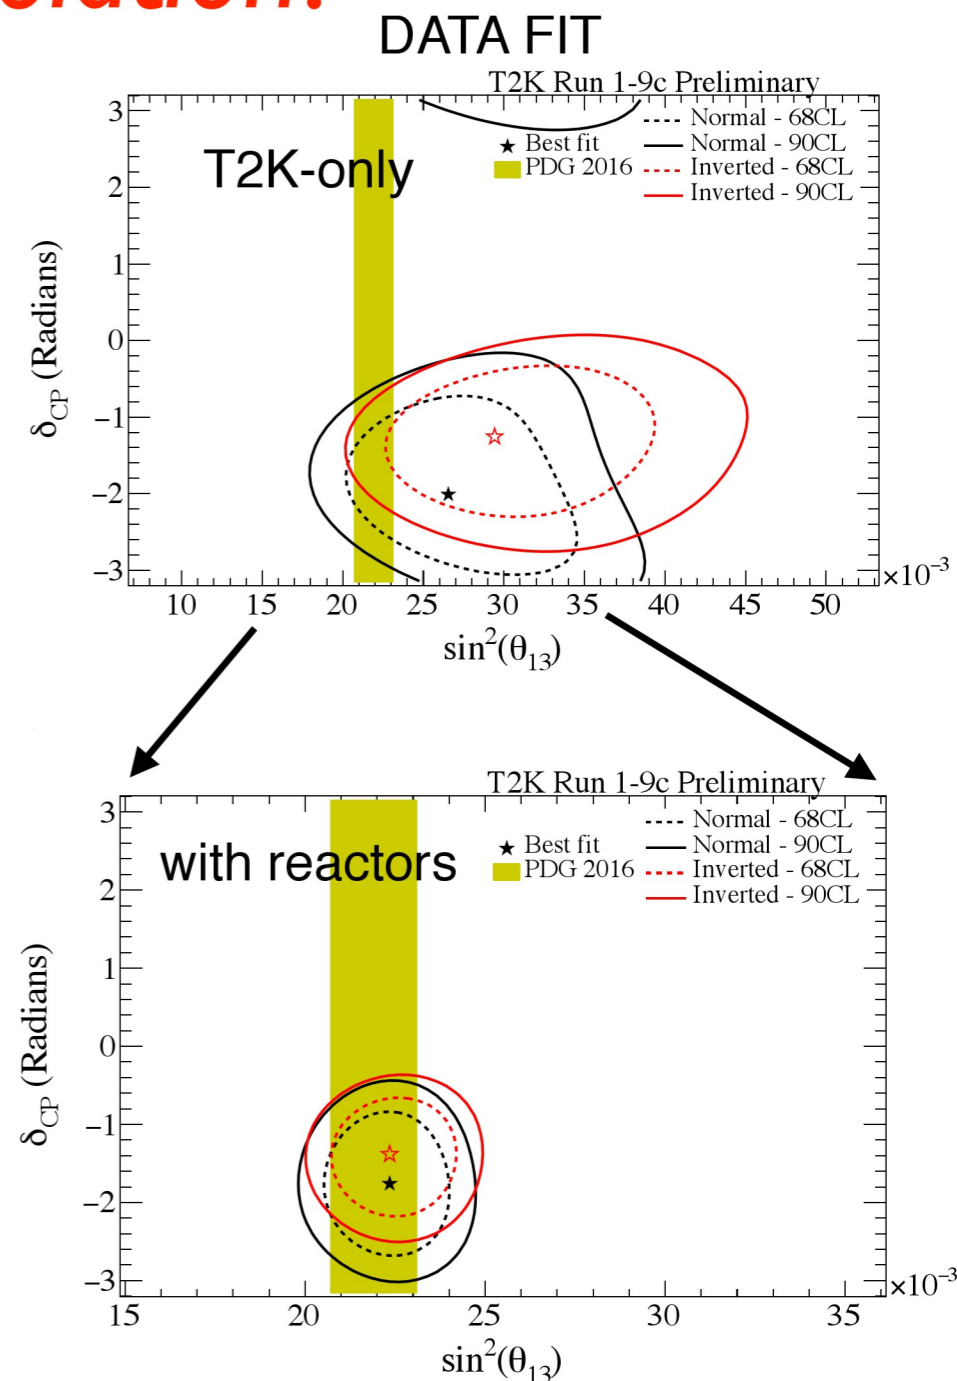 DATA FIT
T2K Run 1-9c Preliminary
T2K-only
Best fit
PDG 2016
Normal - 68CL
Normal - 90CL
Inverted - 68CL
Inverted - 90CL
3
2
1
0
−1
−2
−3
δCP (Radians)
10 15 20 25 30 35 40 45 50
×10⁻³
sin²(θ₁₃)
T2K Run 1-9c Preliminary
with reactors
Best fit
PDG 2016
Normal - 68CL
Normal - 90CL
Inverted - 68CL
Inverted - 90CL
3
2
1
0
−1
−2
−3
δCP (Radians)
15 20 25 30 35
×10⁻³
sin²(θ₁₃)